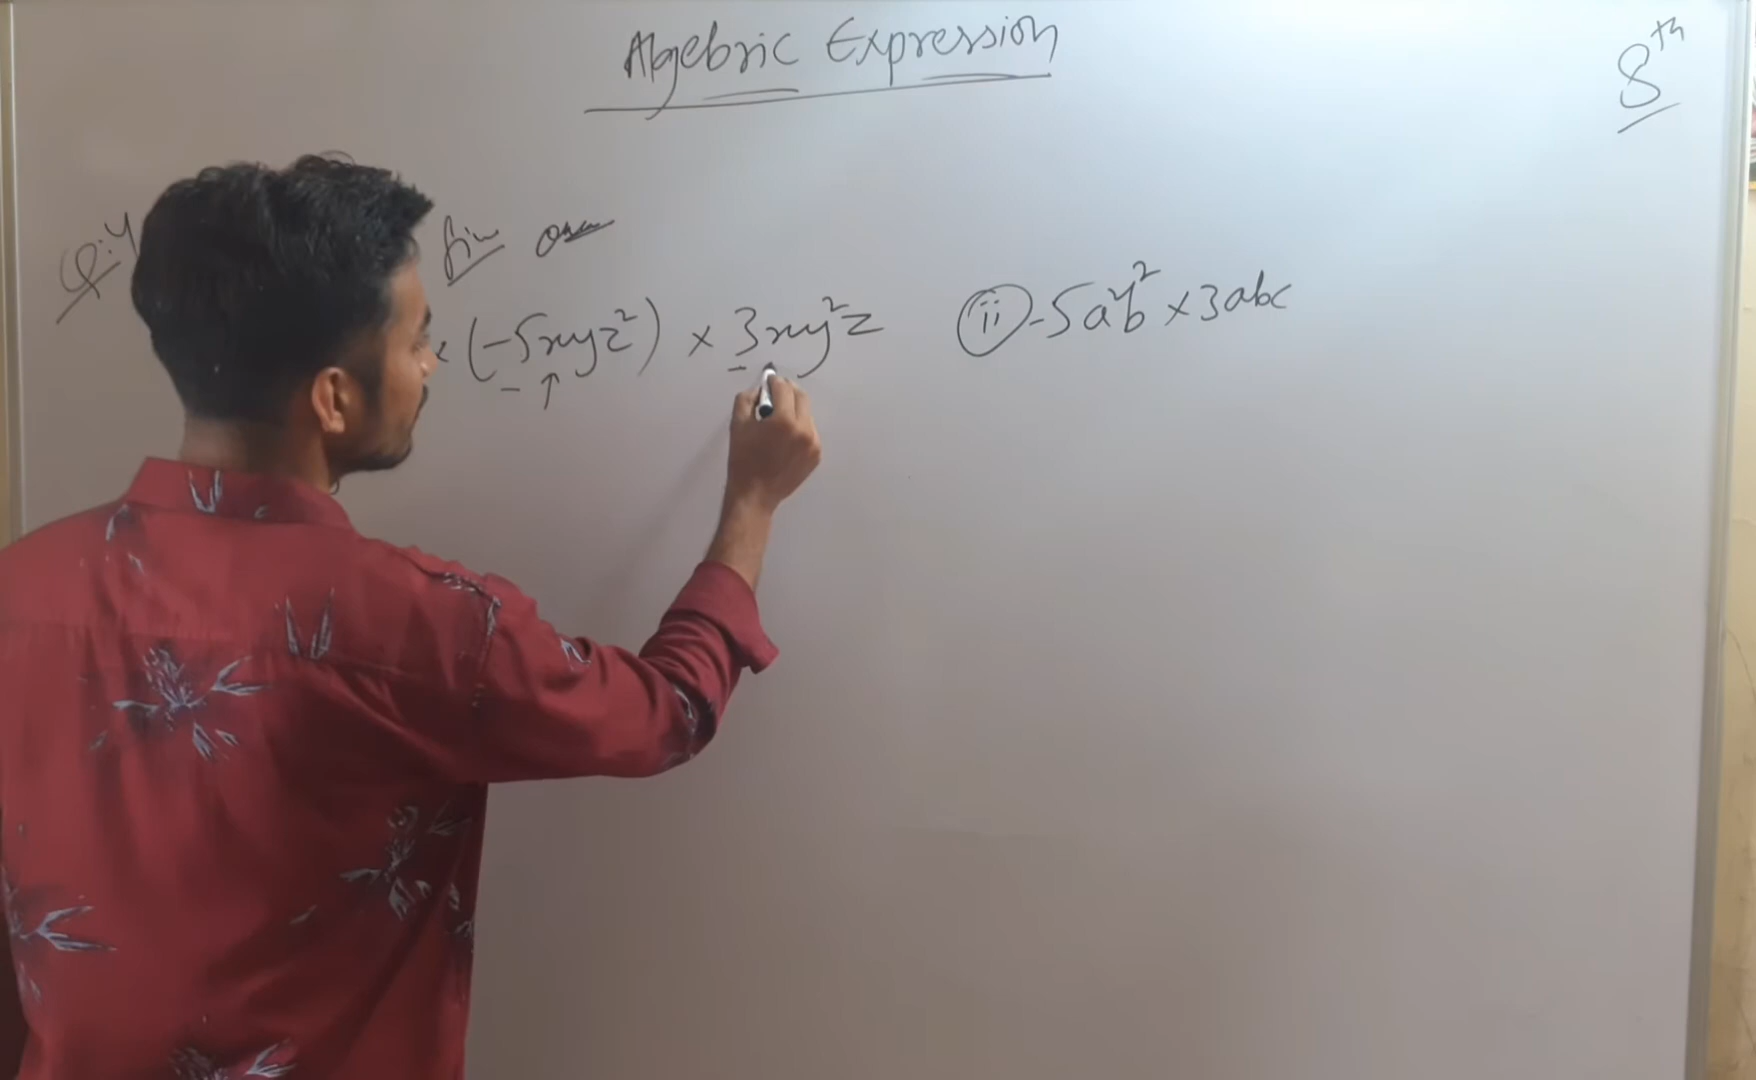 Algebric Expression
8th
Q:4
× (-5xyz²) × 3xy²z
(ii) -5a²b² × 3abc